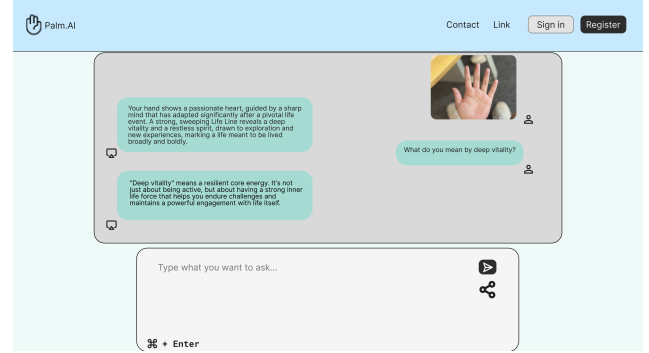 Palm.AI
Contact
Link
Sign in
Register
Your hand shows a passionate heart, guided by a sharp
mind that has adapted significantly after a pivotal life
event. A strong, sweeping Life Line reveals a deep
vitality and a restless spirit, drawn to exploration and
new experiences, marking a life meant to be lived
broadly and boldly.
What do you mean by deep vitality?
"Deep vitality" means a resilient core energy. It's not
just about being active, but about having a strong inner
life force that helps you endure challenges and
maintains a powerful engagement with life itself.
Type what you want to ask...
⌘ + Enter